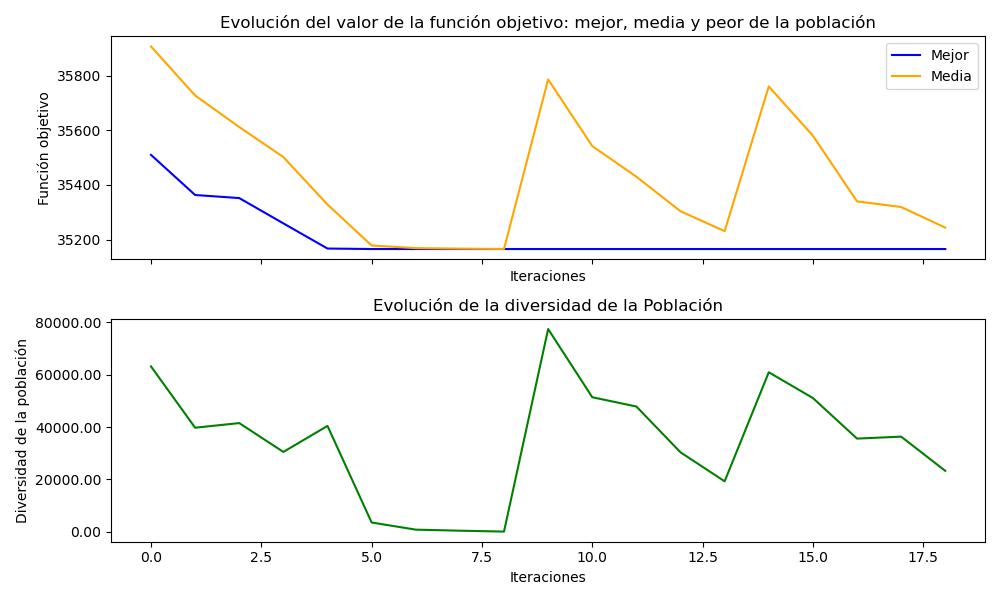 Evolución del valor de la función objetivo: mejor, media y peor de la población
Función objetivo
35800
35600
35400
35200
Mejor
Media
Iteraciones
Evolución de la diversidad de la Población
Diversidad de la población
80000.00
60000.00
40000.00
20000.00
0.00
0.0 2.5 5.0 7.5 10.0 12.5 15.0 17.5
Iteraciones